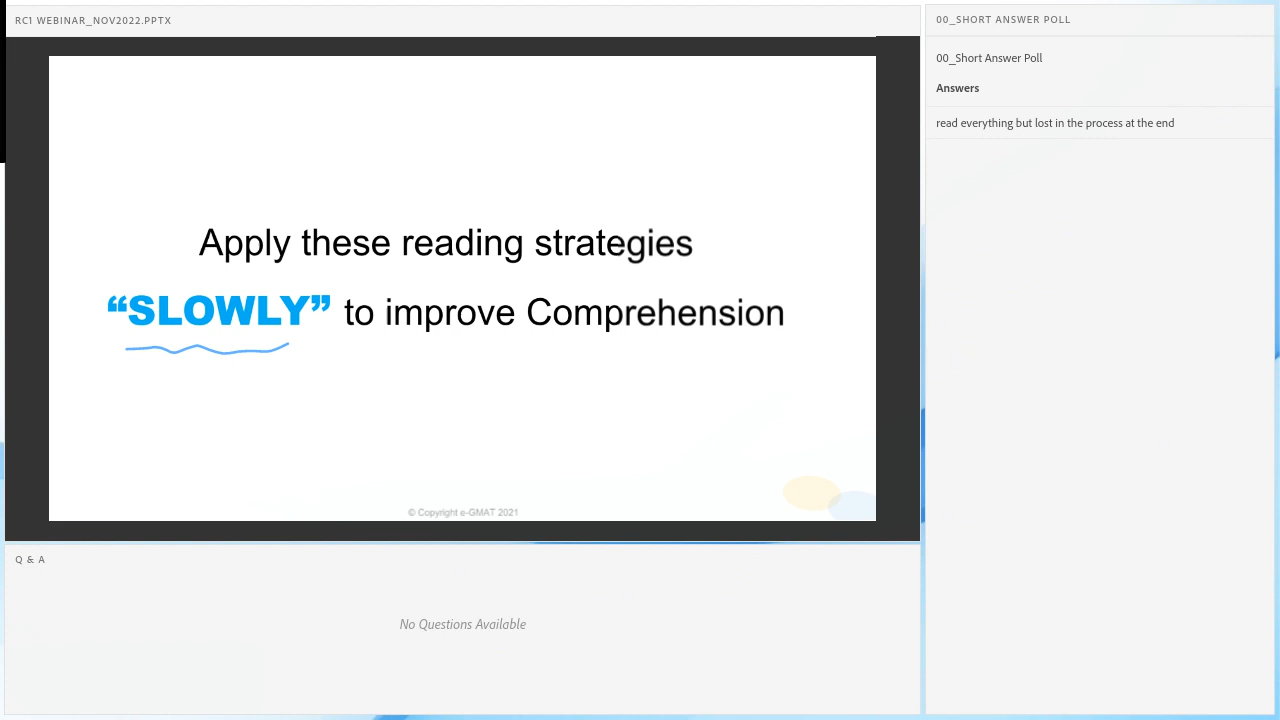 RC1 WEBINAR_NOV2022.PPTX
Apply these reading strategies
“SLOWLY” to improve Comprehension
© Copyright e-GMAT 2021
Q & A
No Questions Available
00_SHORT ANSWER POLL
00_Short Answer Poll
Answers
read everything but lost in the process at the end